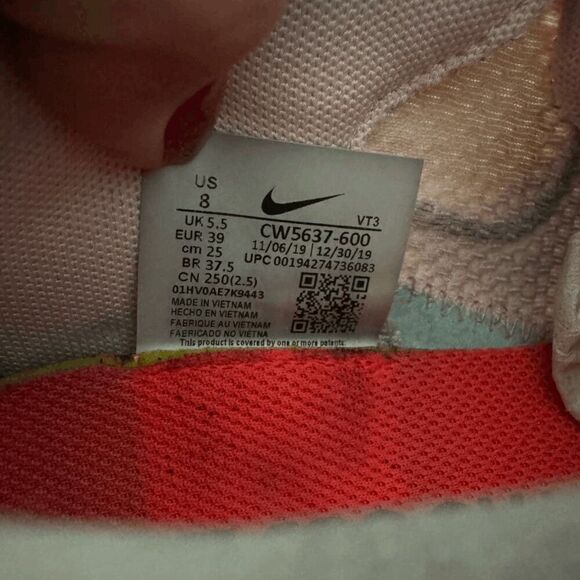 US
8
UK 5.5
EUR 39
cm 25
BR 37.5
CN 250(2.5)
VT3
CW5637-600
11/06/19 | 12/30/19
UPC 00194274736083
01HV0AE7K9443
MADE IN VIETNAM
HECHO EN VIETNAM
FABRIQUE AU VIETNAM
FABRICADO NO VIETNA
This product is covered by one or more patents.